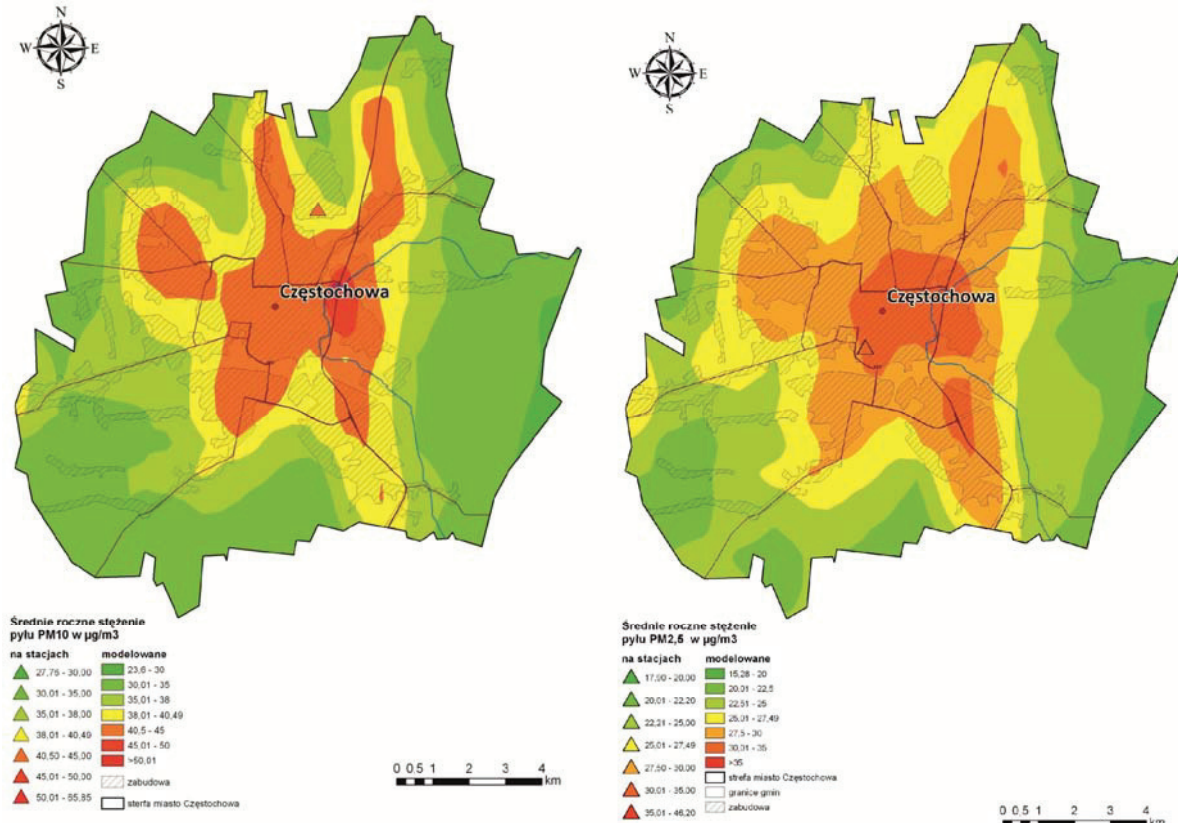 N
W E
S
Częstochowa
Średnie roczne stężenie
pyłu PM10 w µg/m3
na stacjach modelowane
27,76 - 30,00 23,6 - 30
30,01 - 35,00 30,01 - 35
35,01 - 38,00 35,01 - 38
38,01 - 40,49 38,01 - 40,49
40,50 - 45,00 40,5 - 45
45,01 - 50,00 45,01 - 50
50,01 - 65,85 >50,01
zabudowa
sterfa miasto Częstochowa
0 0,5 1 2 3 4
km
N
W E
S
Częstochowa
Średnie roczne stężenie
pyłu PM2,5 w µg/m3
na stacjach modelowane
17,90 - 20,00 15,28 - 20
20,01 - 22,20 20,01 - 22,5
22,21 - 25,00 22,51 - 25
25,01 - 27,49 25,01 - 27,49
27,50 - 30,00 27,5 - 30
30,01 - 35,00 30,01 - 35
35,01 - 46,20 >35
strefa miasto Częstochowa
granice gmin
zabudowa
0 0,5 1 2 3 4
km